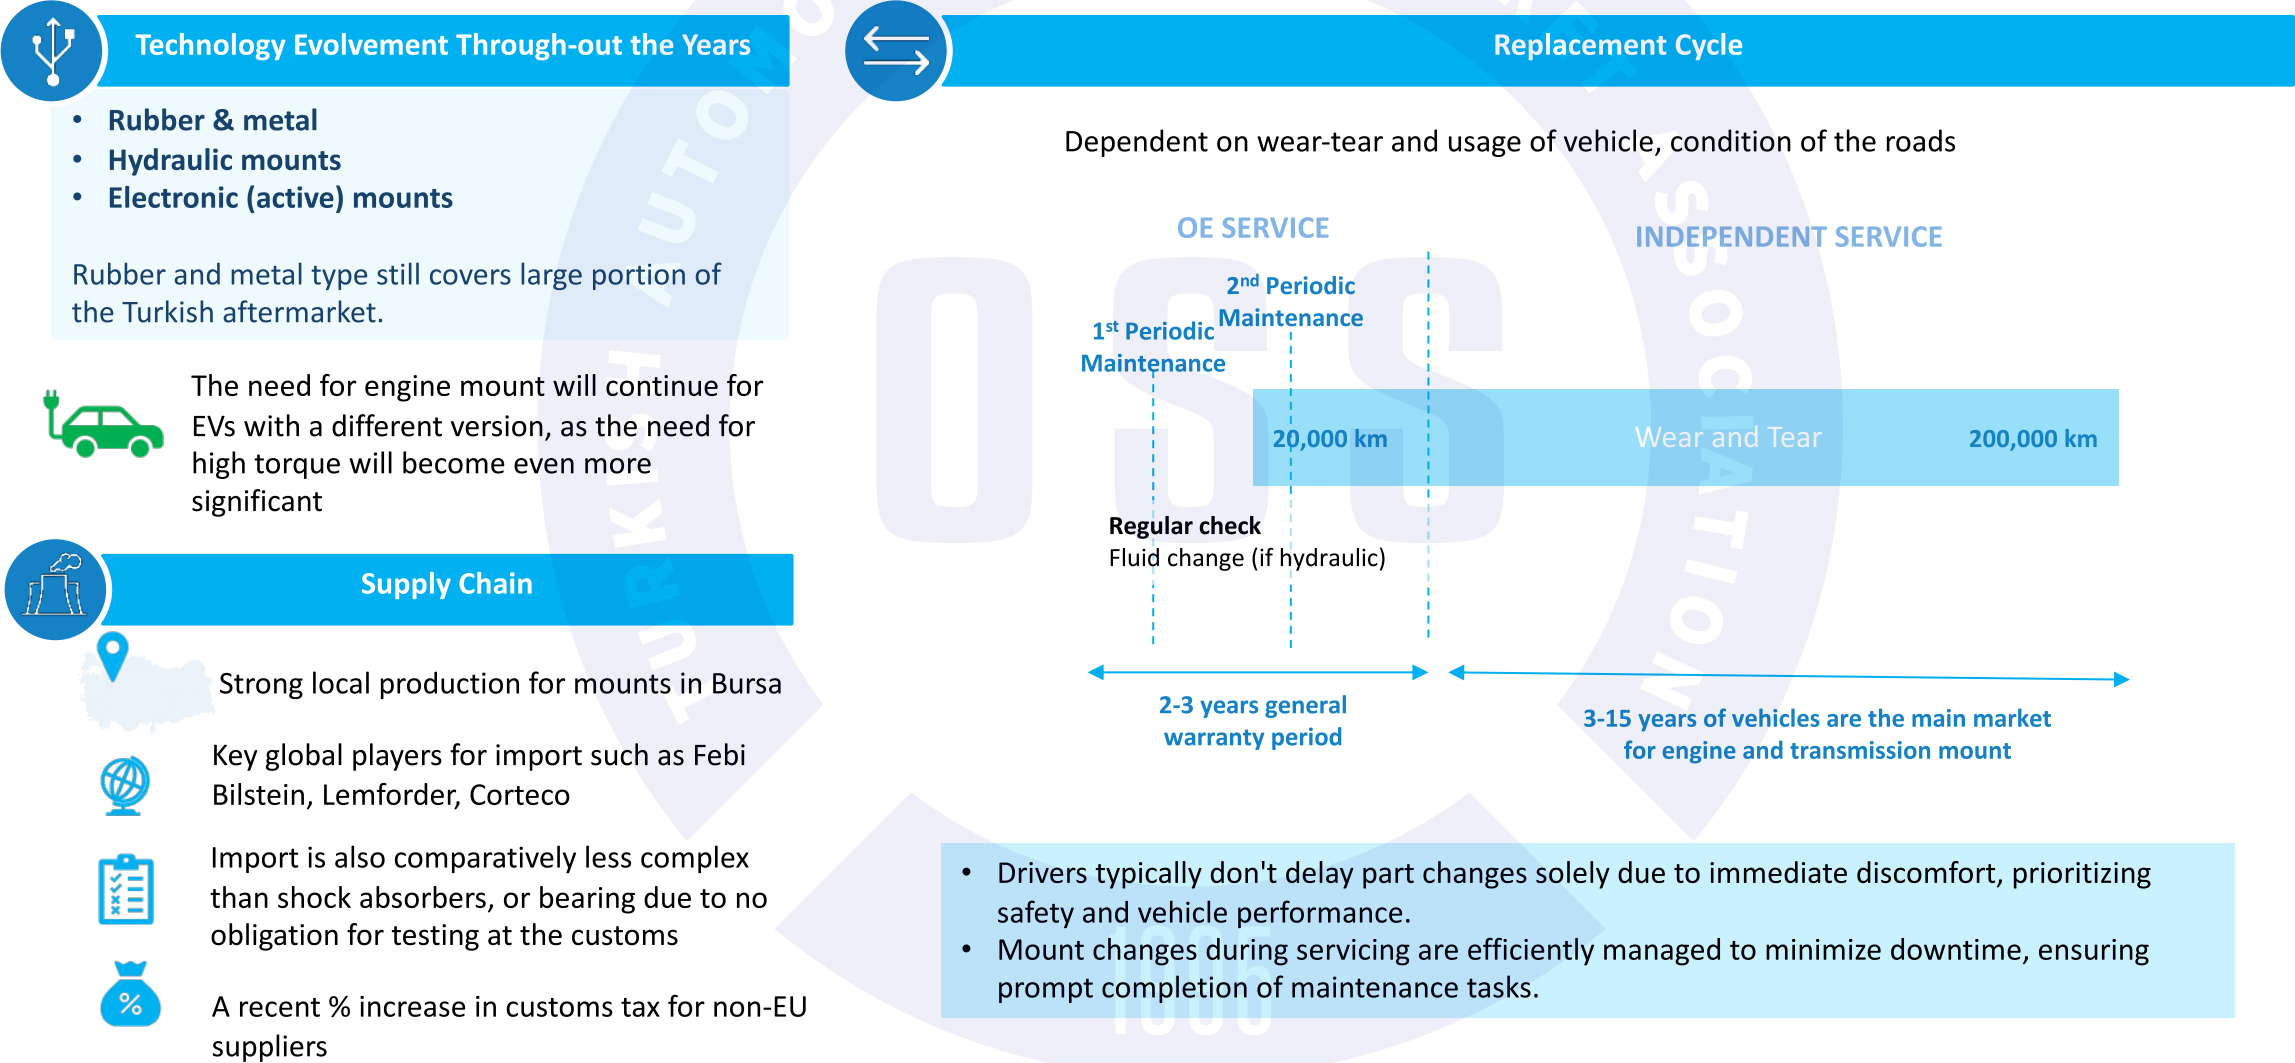 Technology Evolvement Through-out the Years
• Rubber & metal
• Hydraulic mounts
• Electronic (active) mounts
Rubber and metal type still covers large portion of
the Turkish aftermarket.
The need for engine mount will continue for
EVs with a different version, as the need for
high torque will become even more
significant
Supply Chain
Strong local production for mounts in Bursa
Key global players for import such as Febi
Bilstein, Lemforder, Corteco
Import is also comparatively less complex
than shock absorbers, or bearing due to no
obligation for testing at the customs
%
A recent % increase in customs tax for non-EU
suppliers
Replacement Cycle
Dependent on wear-tear and usage of vehicle, condition of the roads
OE SERVICE
INDEPENDENT SERVICE
1st Periodic
Maintenance
2nd Periodic
Maintenance
20,000 km
Wear and Tear
200,000 km
Regular check
Fluid change (if hydraulic)
2-3 years general
warranty period
3-15 years of vehicles are the main market
for engine and transmission mount
• Drivers typically don't delay part changes solely due to immediate discomfort, prioritizing
safety and vehicle performance.
• Mount changes during servicing are efficiently managed to minimize downtime, ensuring
prompt completion of maintenance tasks.
OSS
TURKISH
ASSOCIATION